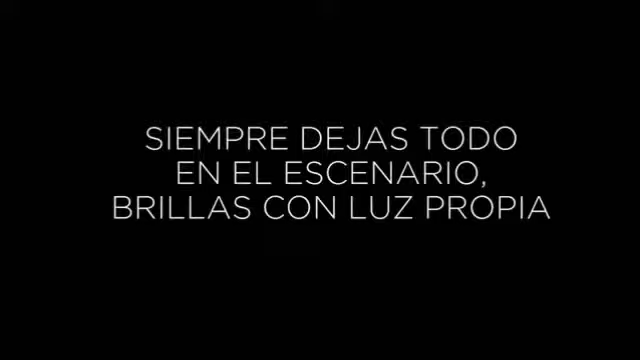 SIEMPRE DEJAS TODO
EN EL ESCENARIO,
BRILLAS CON LUZ PROPIA